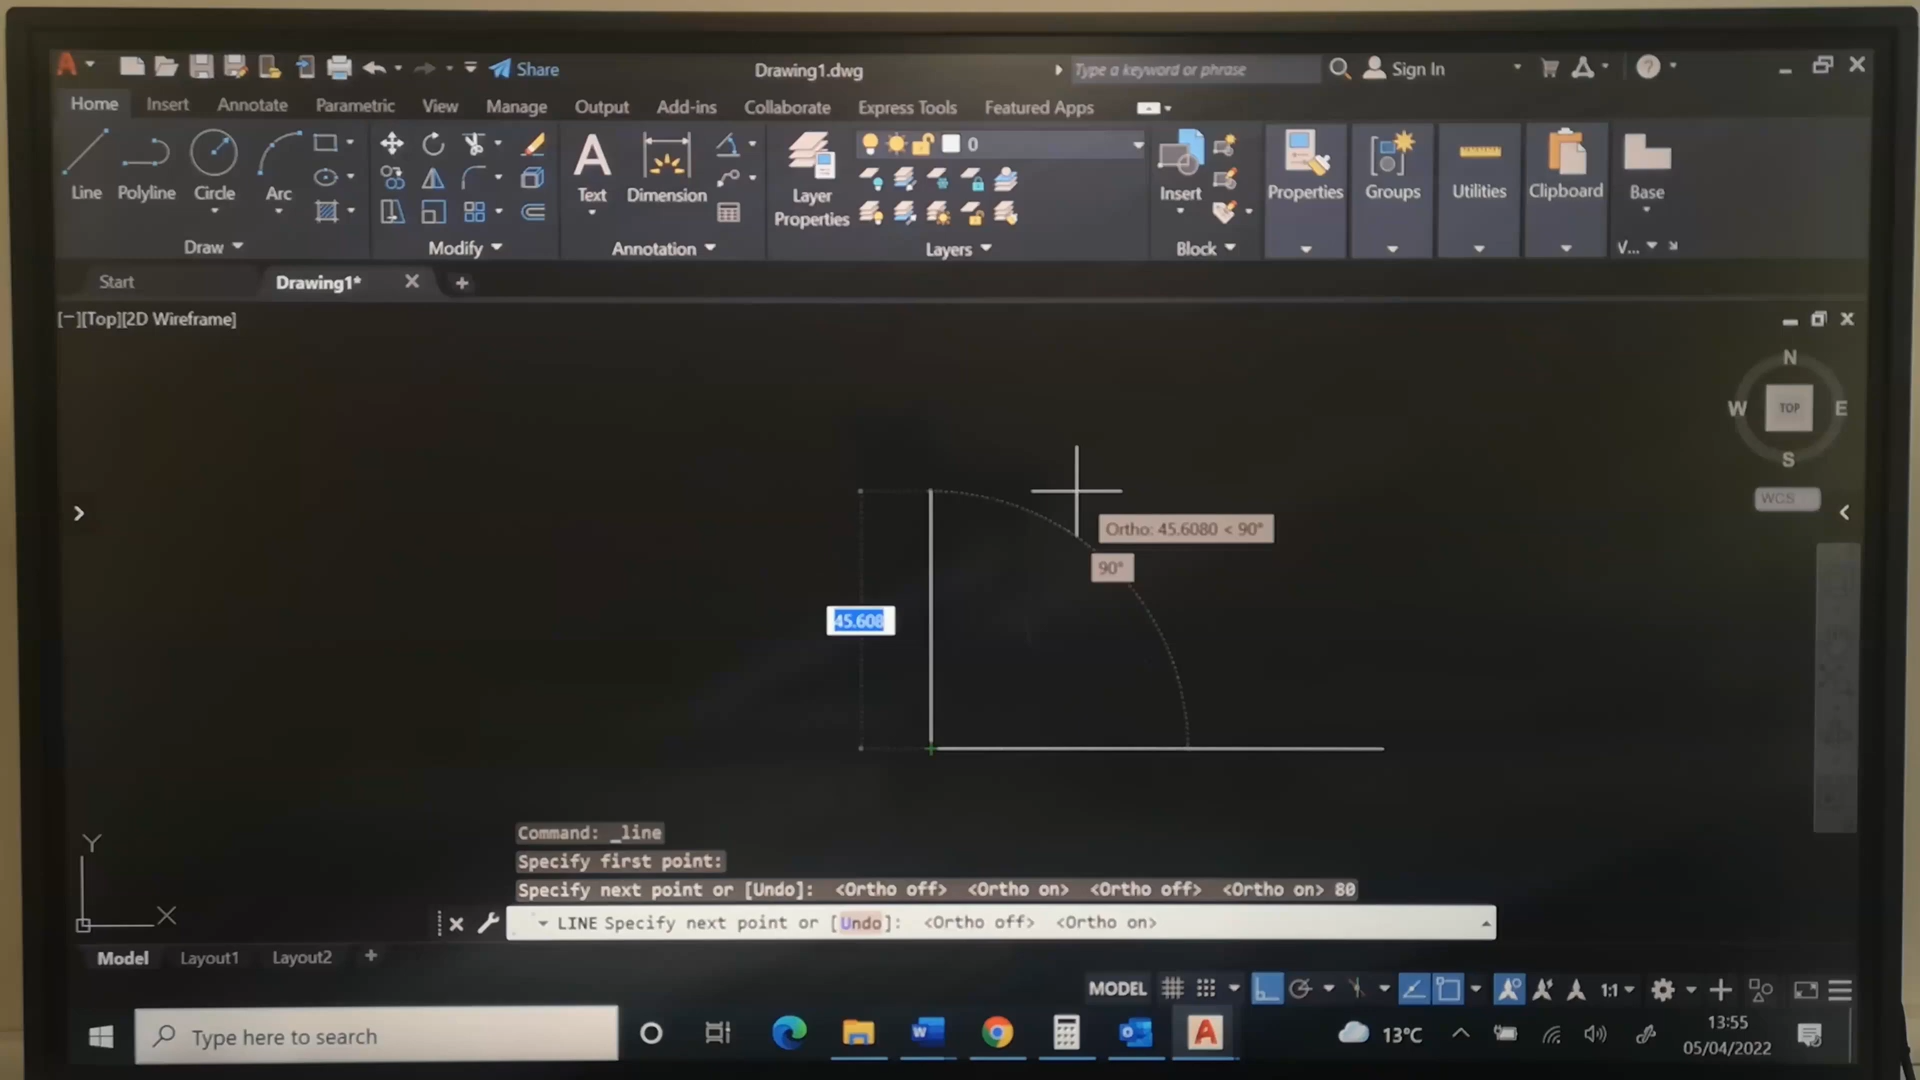 Share
Drawing1.dwg
Type a keyword or phrase
Sign In
Home Insert Annotate Parametric View Manage Output Add-ins Collaborate Express Tools Featured Apps
0
Line Polyline Circle Arc
Text Dimension
Layer
Properties
Insert
Properties Groups Utilities Clipboard Base
Draw Modify Annotation Layers Block V...
Start Drawing1*
[−][Top][2D Wireframe]
N
W TOP E
S
WCS
Ortho: 45.6080 < 90°
90°
45.608
Y
X
Command: _line
Specify first point:
Specify next point or [Undo]: <Ortho off> <Ortho on> <Ortho off> <Ortho on> 80
LINE Specify next point or [Undo]: <Ortho off> <Ortho on>
Model Layout1 Layout2
MODEL 1:1
Type here to search
13°C
13:55
05/04/2022